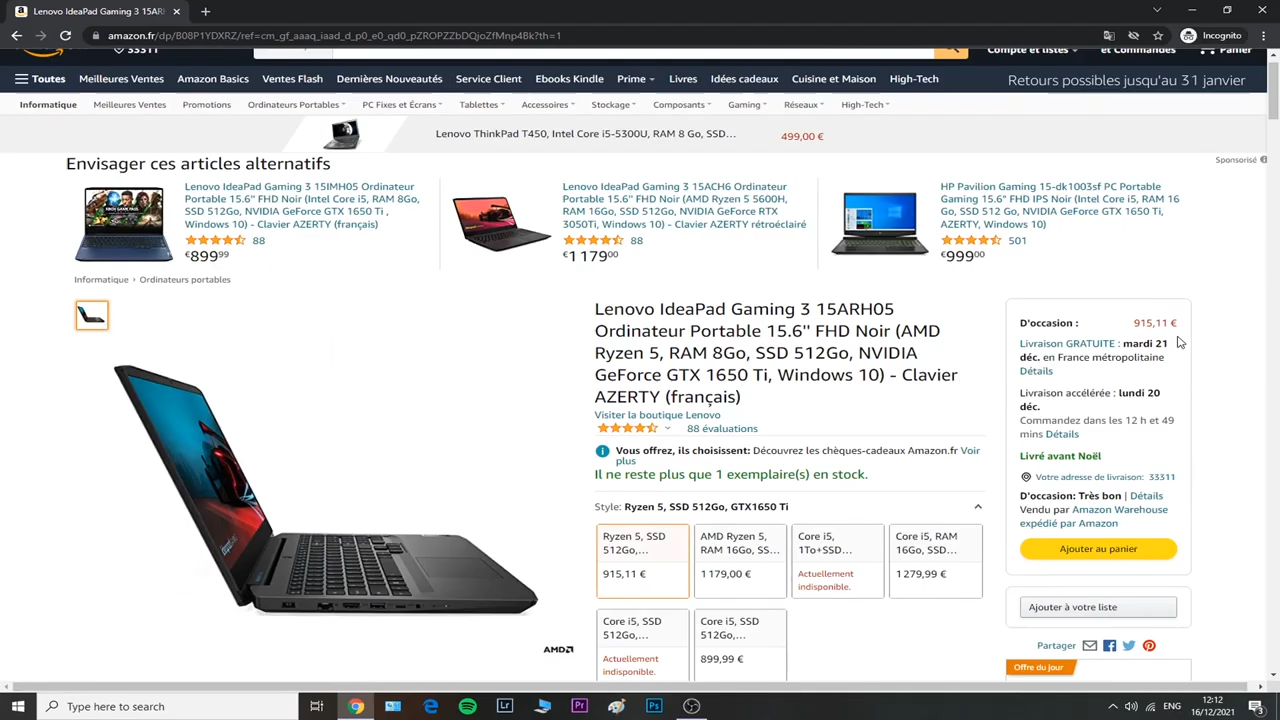 Lenovo IdeaPad Gaming 3 15ARH
amazon.fr/dp/B08P1YDXRZ/ref=cm_gf_aaaq_iaad_d_p0_e0_qd0_pZROPZZbDQjoZfMnp4Bk?th=1
Incognito
33311
Compte et listes
et Commandes
Panier
Toutes Meilleures Ventes Amazon Basics Ventes Flash Dernières Nouveautés Service Client Ebooks Kindle Prime Livres Idées cadeaux Cuisine et Maison High-Tech Retours possibles jusqu'au 31 janvier
Informatique Meilleures Ventes Promotions Ordinateurs Portables PC Fixes et Écrans Tablettes Accessoires Stockage Composants Gaming Réseaux High-Tech
Lenovo ThinkPad T450, Intel Core i5-5300U, RAM 8 Go, SSD… 499,00 €
Envisager ces articles alternatifs
Sponsorisé
Lenovo IdeaPad Gaming 3 15IMH05 Ordinateur
Portable 15.6" FHD Noir (Intel Core i5, RAM 8Go,
SSD 512Go, NVIDIA GeForce GTX 1650 Ti ,
Windows 10) - Clavier AZERTY (français)
88
€899⁹⁹
Lenovo IdeaPad Gaming 3 15ACH6 Ordinateur
Portable 15.6" FHD Noir (AMD Ryzen 5 5600H,
RAM 16Go, SSD 512Go, NVIDIA GeForce RTX
3050Ti, Windows 10) - Clavier AZERTY rétroéclairé
88
€1 179⁰⁰
HP Pavilion Gaming 15-dk1003sf PC Portable
Gaming 15.6" FHD IPS Noir (Intel Core i5, RAM 16
Go, SSD 512 Go, NVIDIA GeForce GTX 1650 Ti,
AZERTY, Windows 10)
501
€999⁰⁰
Informatique › Ordinateurs portables
Lenovo IdeaPad Gaming 3 15ARH05
Ordinateur Portable 15.6'' FHD Noir (AMD
Ryzen 5, RAM 8Go, SSD 512Go, NVIDIA
GeForce GTX 1650 Ti, Windows 10) - Clavier
AZERTY (français)
Visiter la boutique Lenovo
88 évaluations
Vous offrez, ils choisissent: Découvrez les chèques-cadeaux Amazon.fr Voir
plus
Il ne reste plus que 1 exemplaire(s) en stock.
Style: Ryzen 5, SSD 512Go, GTX1650 Ti
Ryzen 5, SSD
512Go,…
915,11 €
AMD Ryzen 5,
RAM 16Go, SS…
1 179,00 €
Core i5,
1To+SSD…
Actuellement
indisponible.
Core i5, RAM
16Go, SSD…
1 279,99 €
Core i5, SSD
512Go,…
Actuellement
indisponible.
Core i5, SSD
512Go,…
899,99 €
AMD
D'occasion : 915,11 €
Livraison GRATUITE : mardi 21
déc. en France métropolitaine
Détails
Livraison accélérée : lundi 20
déc.
Commandez dans les 12 h et 49
mins Détails
Livré avant Noël
Votre adresse de livraison: 33311
D'occasion: Très bon | Détails
Vendu par Amazon Warehouse
expédié par Amazon
Ajouter au panier
Ajouter à votre liste
Partager
Offre du jour
Type here to search
Lr
Pr
Ps
ENG
12:12
16/12/2021